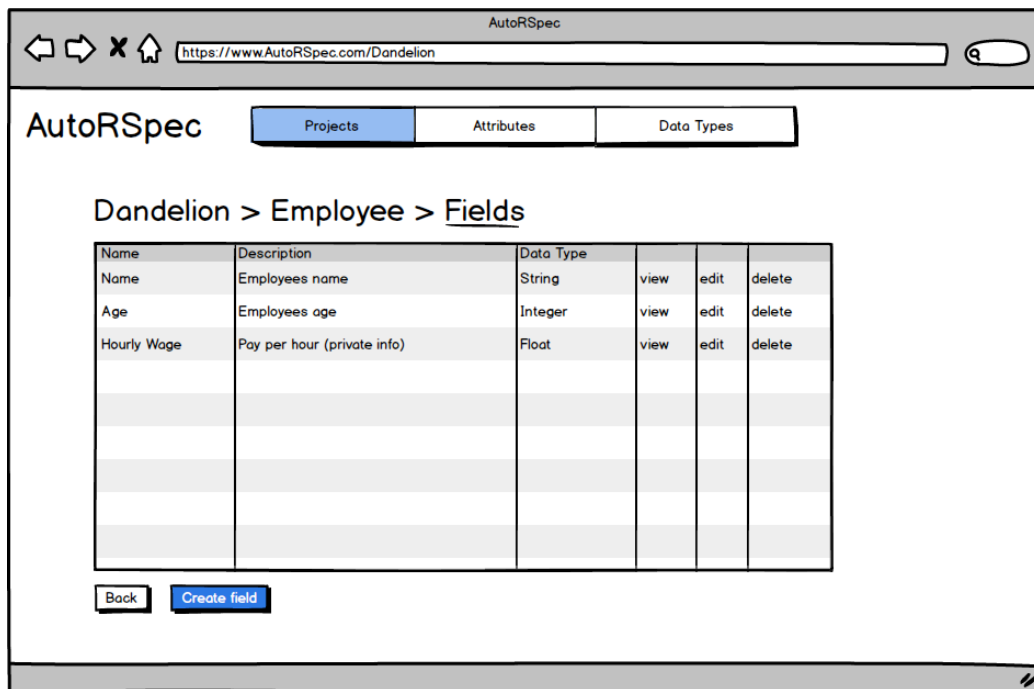 AutoRSpec
https://www.AutoRSpec.com/Dandelion
AutoRSpec Projects Attributes Data Types
Dandelion > Employee > Fields
Name Description Data Type
Name Employees name String view edit delete
Age Employees age Integer view edit delete
Hourly Wage Pay per hour (private info) Float view edit delete
Back Create field